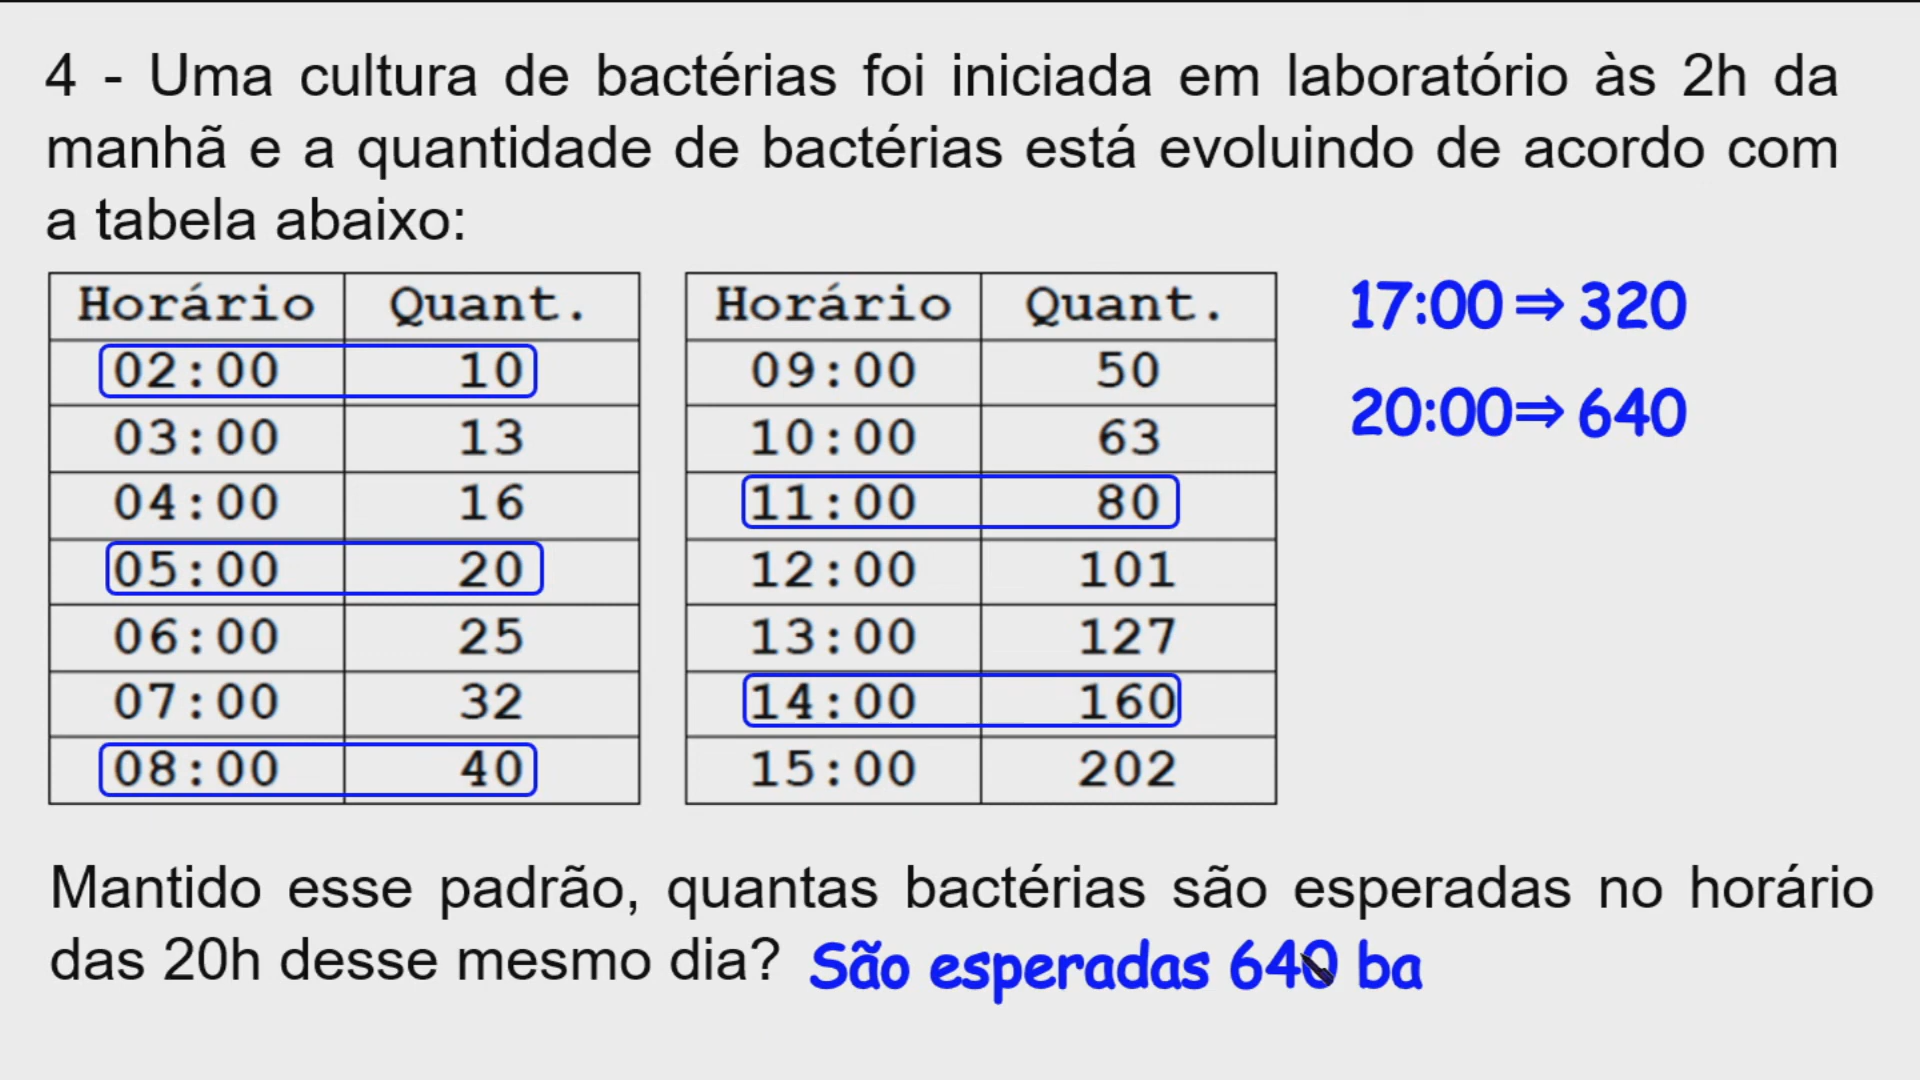 4 - Uma cultura de bactérias foi iniciada em laboratório às 2h da
manhã e a quantidade de bactérias está evoluindo de acordo com
a tabela abaixo:
Horário Quant.
02:00 10
03:00 13
04:00 16
05:00 20
06:00 25
07:00 32
08:00 40
Horário Quant.
09:00 50
10:00 63
11:00 80
12:00 101
13:00 127
14:00 160
15:00 202
17:00 ⇒ 320
20:00 ⇒ 640
Mantido esse padrão, quantas bactérias são esperadas no horário
das 20h desse mesmo dia? São esperadas 640 ba